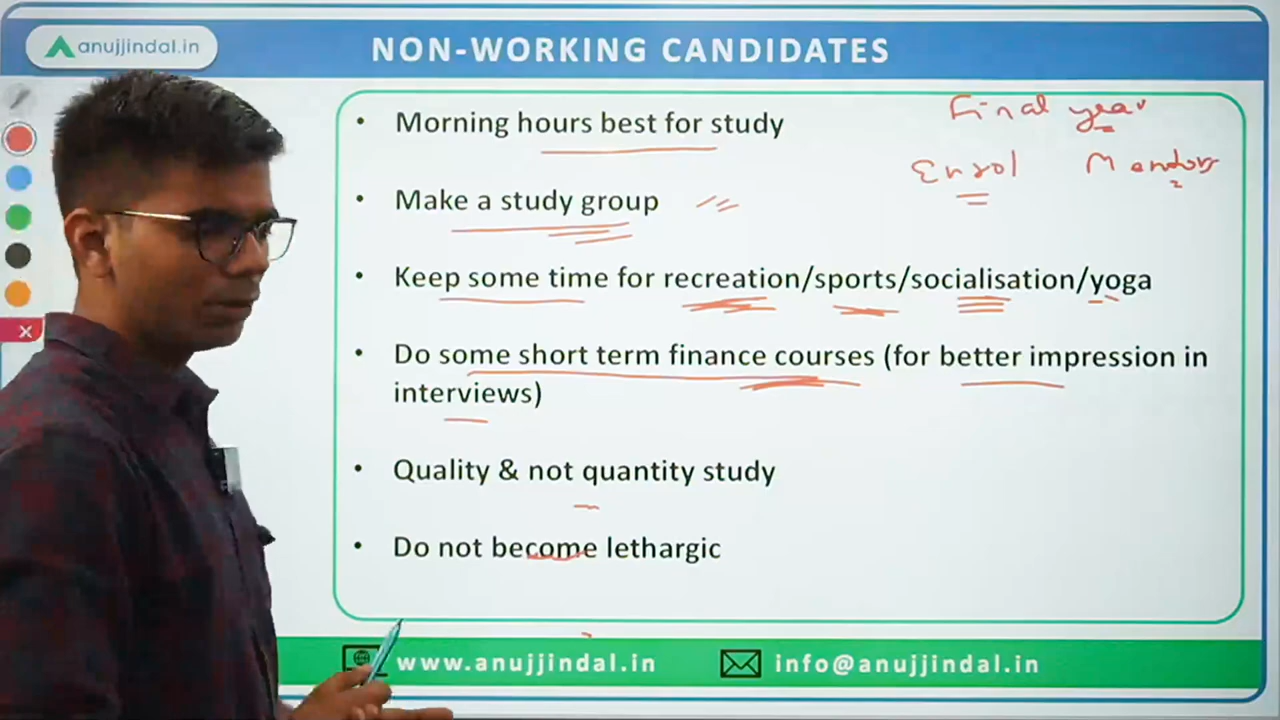 anujjindal.in
NON-WORKING CANDIDATES
Final year
Enrol Mentors
• Morning hours best for study
• Make a study group
• Keep some time for recreation/sports/socialisation/yoga
• Do some short term finance courses (for better impression in
interviews)
• Quality & not quantity study
• Do not become lethargic
www.anujjindal.in
info@anujjindal.in